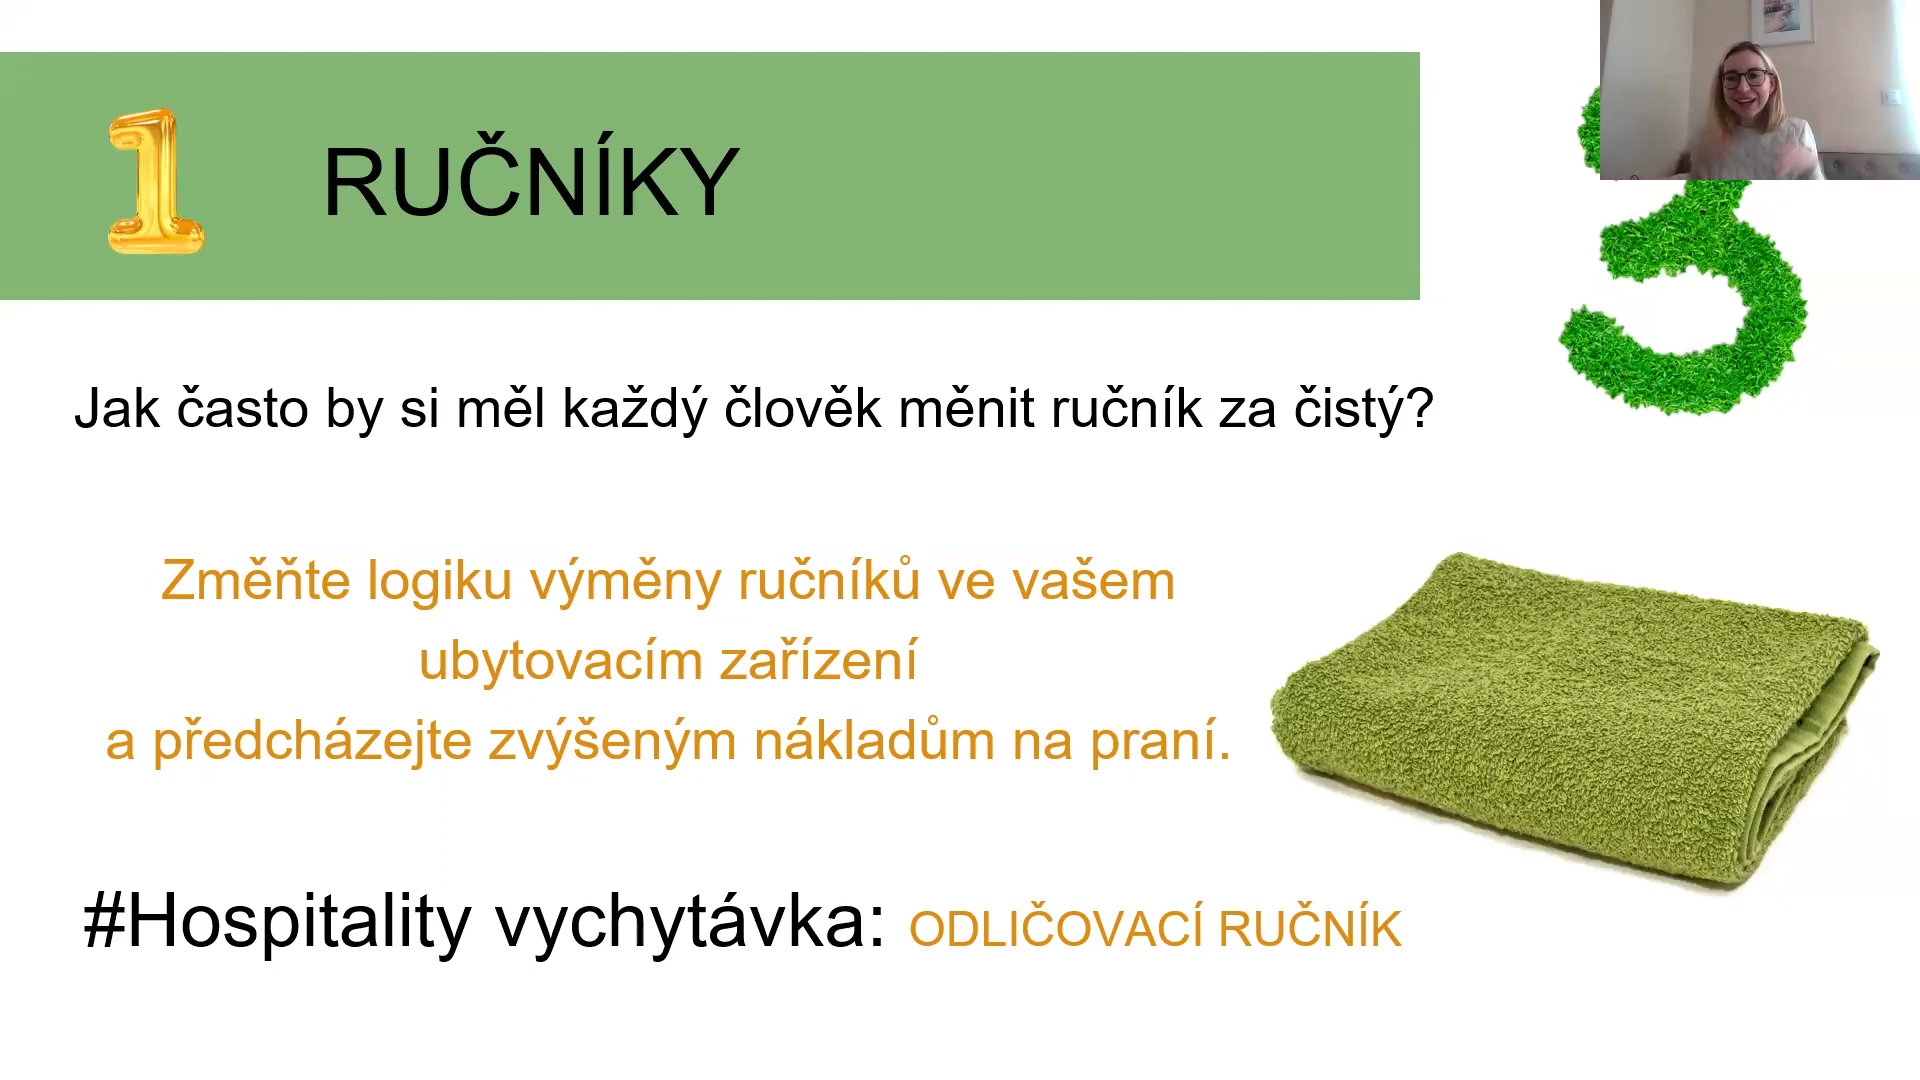 1 RUČNÍKY
3
Jak často by si měl každý člověk měnit ručník za čistý?
Změňte logiku výměny ručníků ve vašem
ubytovacím zařízení
a předcházejte zvýšeným nákladům na praní.
#Hospitality vychytávka: ODLIČOVACÍ RUČNÍK